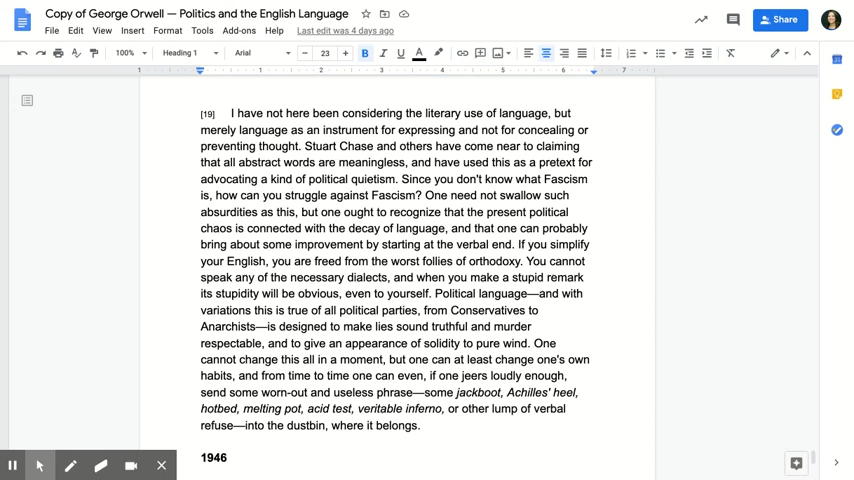 Copy of George Orwell — Politics and the English Language
File Edit View Insert Format Tools Add-ons Help Last edit was 4 days ago
Share
100% Heading 1 Arial 23 B I U A
1 1 2 3 4 5 6 7
[19] I have not here been considering the literary use of language, but
merely language as an instrument for expressing and not for concealing or
preventing thought. Stuart Chase and others have come near to claiming
that all abstract words are meaningless, and have used this as a pretext for
advocating a kind of political quietism. Since you don't know what Fascism
is, how can you struggle against Fascism? One need not swallow such
absurdities as this, but one ought to recognize that the present political
chaos is connected with the decay of language, and that one can probably
bring about some improvement by starting at the verbal end. If you simplify
your English, you are freed from the worst follies of orthodoxy. You cannot
speak any of the necessary dialects, and when you make a stupid remark
its stupidity will be obvious, even to yourself. Political language—and with
variations this is true of all political parties, from Conservatives to
Anarchists—is designed to make lies sound truthful and murder
respectable, and to give an appearance of solidity to pure wind. One
cannot change this all in a moment, but one can at least change one's own
habits, and from time to time one can even, if one jeers loudly enough,
send some worn-out and useless phrase—some jackboot, Achilles' heel,
hotbed, melting pot, acid test, veritable inferno, or other lump of verbal
refuse—into the dustbin, where it belongs.
1946